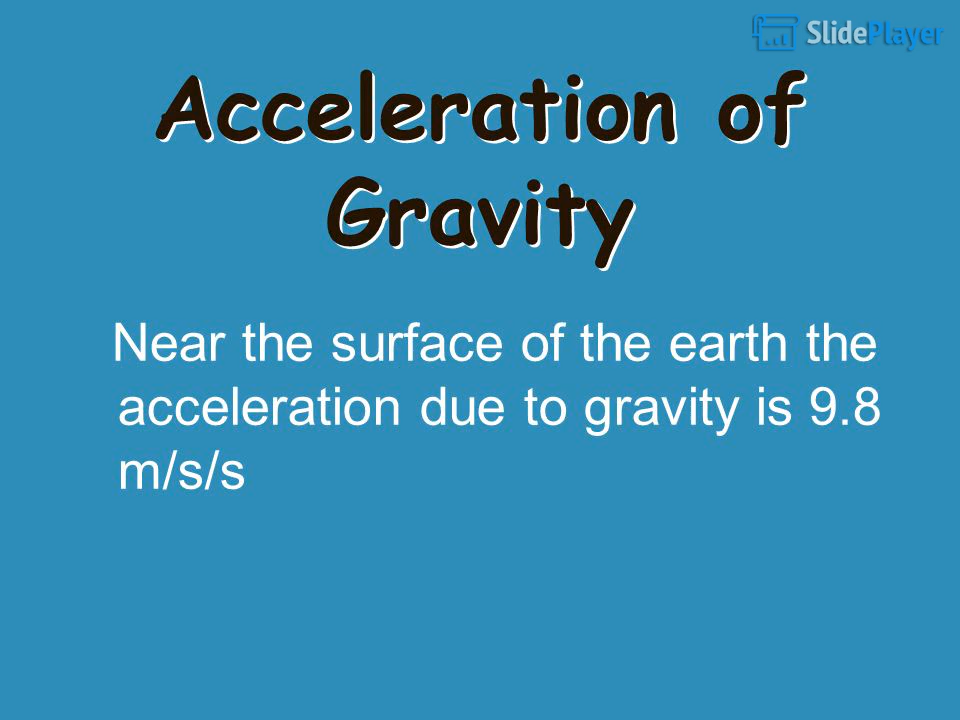 SlidePlayer
Acceleration of
Gravity
Near the surface of the earth the
acceleration due to gravity is 9.8
m/s/s